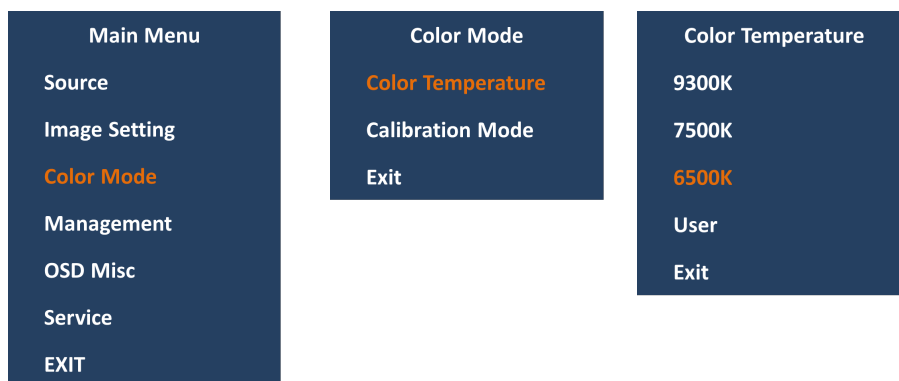 Main Menu
Source
Image Setting
Color Mode
Management
OSD Misc
Service
EXIT
Color Mode
Color Temperature
Calibration Mode
Exit
Color Temperature
9300K
7500K
6500K
User
Exit